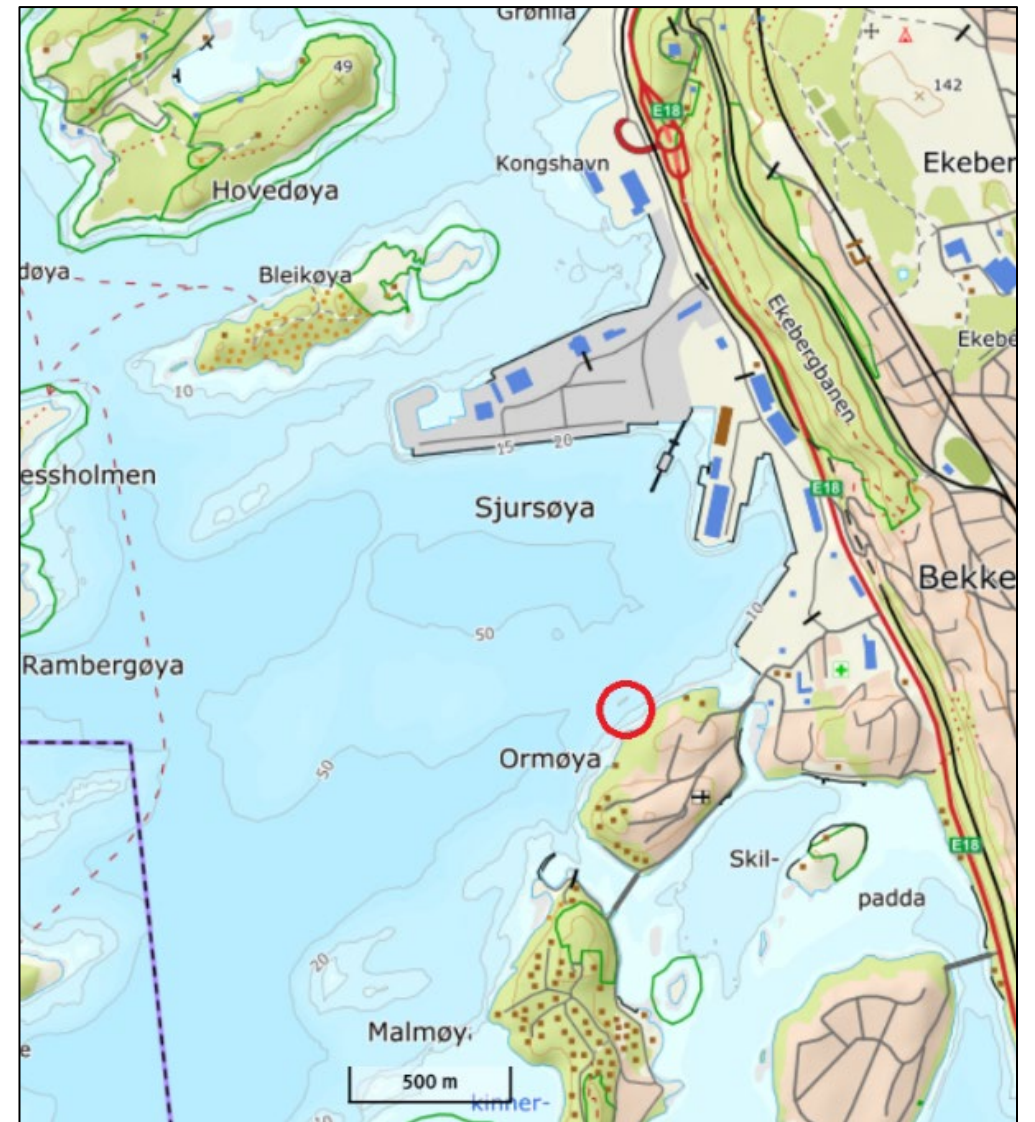 Grønlia
49
E18
142
Kongshavn
Ekeber
Hovedøya
døya
Bleikøya
Ekebergbanen
Ekebe
10
15
20
essholmen
E18
Sjursøya
Bekke
10
50
Rambergøya
50
Ormøya
E18
Skil-
padda
20
Malmøy
500 m
kinner-
e
10